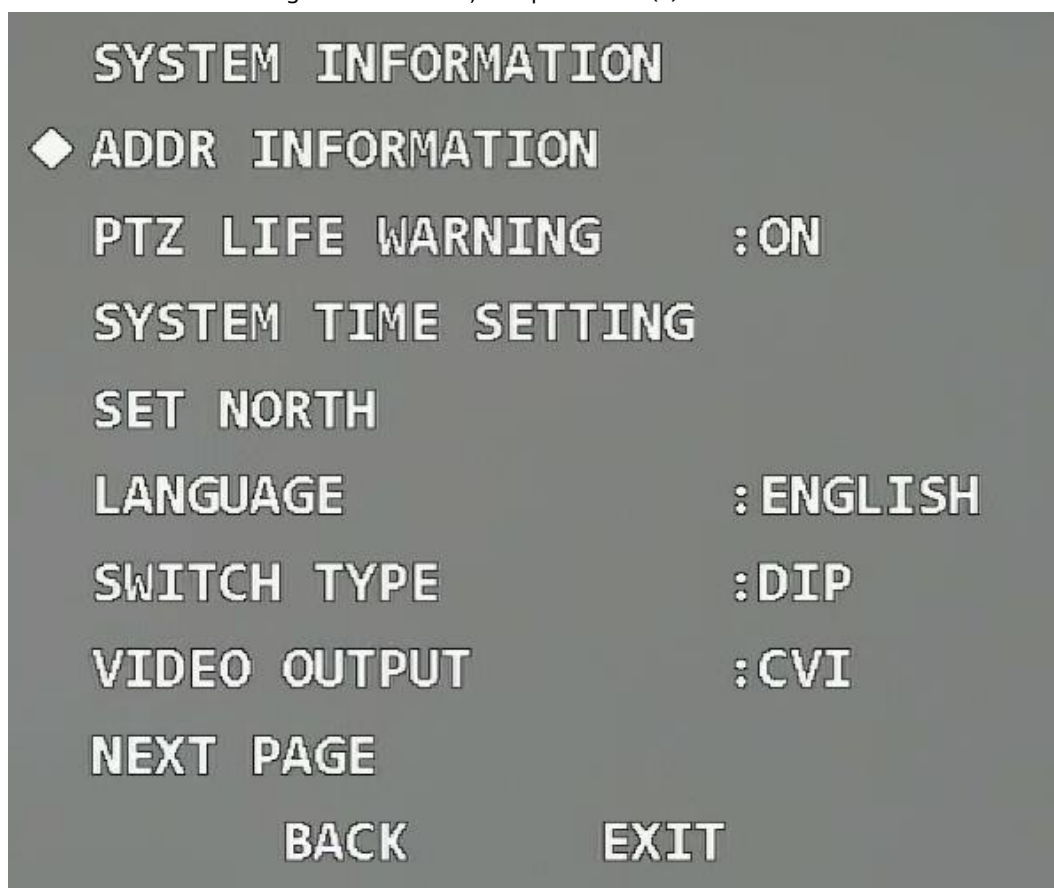 SYSTEM INFORMATION
ADDR INFORMATION
PTZ LIFE WARNING :ON
SYSTEM TIME SETTING
SET NORTH
LANGUAGE :ENGLISH
SWITCH TYPE :DIP
VIDEO OUTPUT :CVI
NEXT PAGE
BACK EXIT